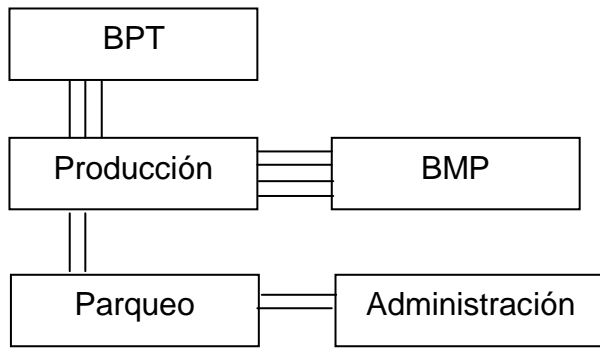 BPT
Producción
BMP
Parqueo
Administración